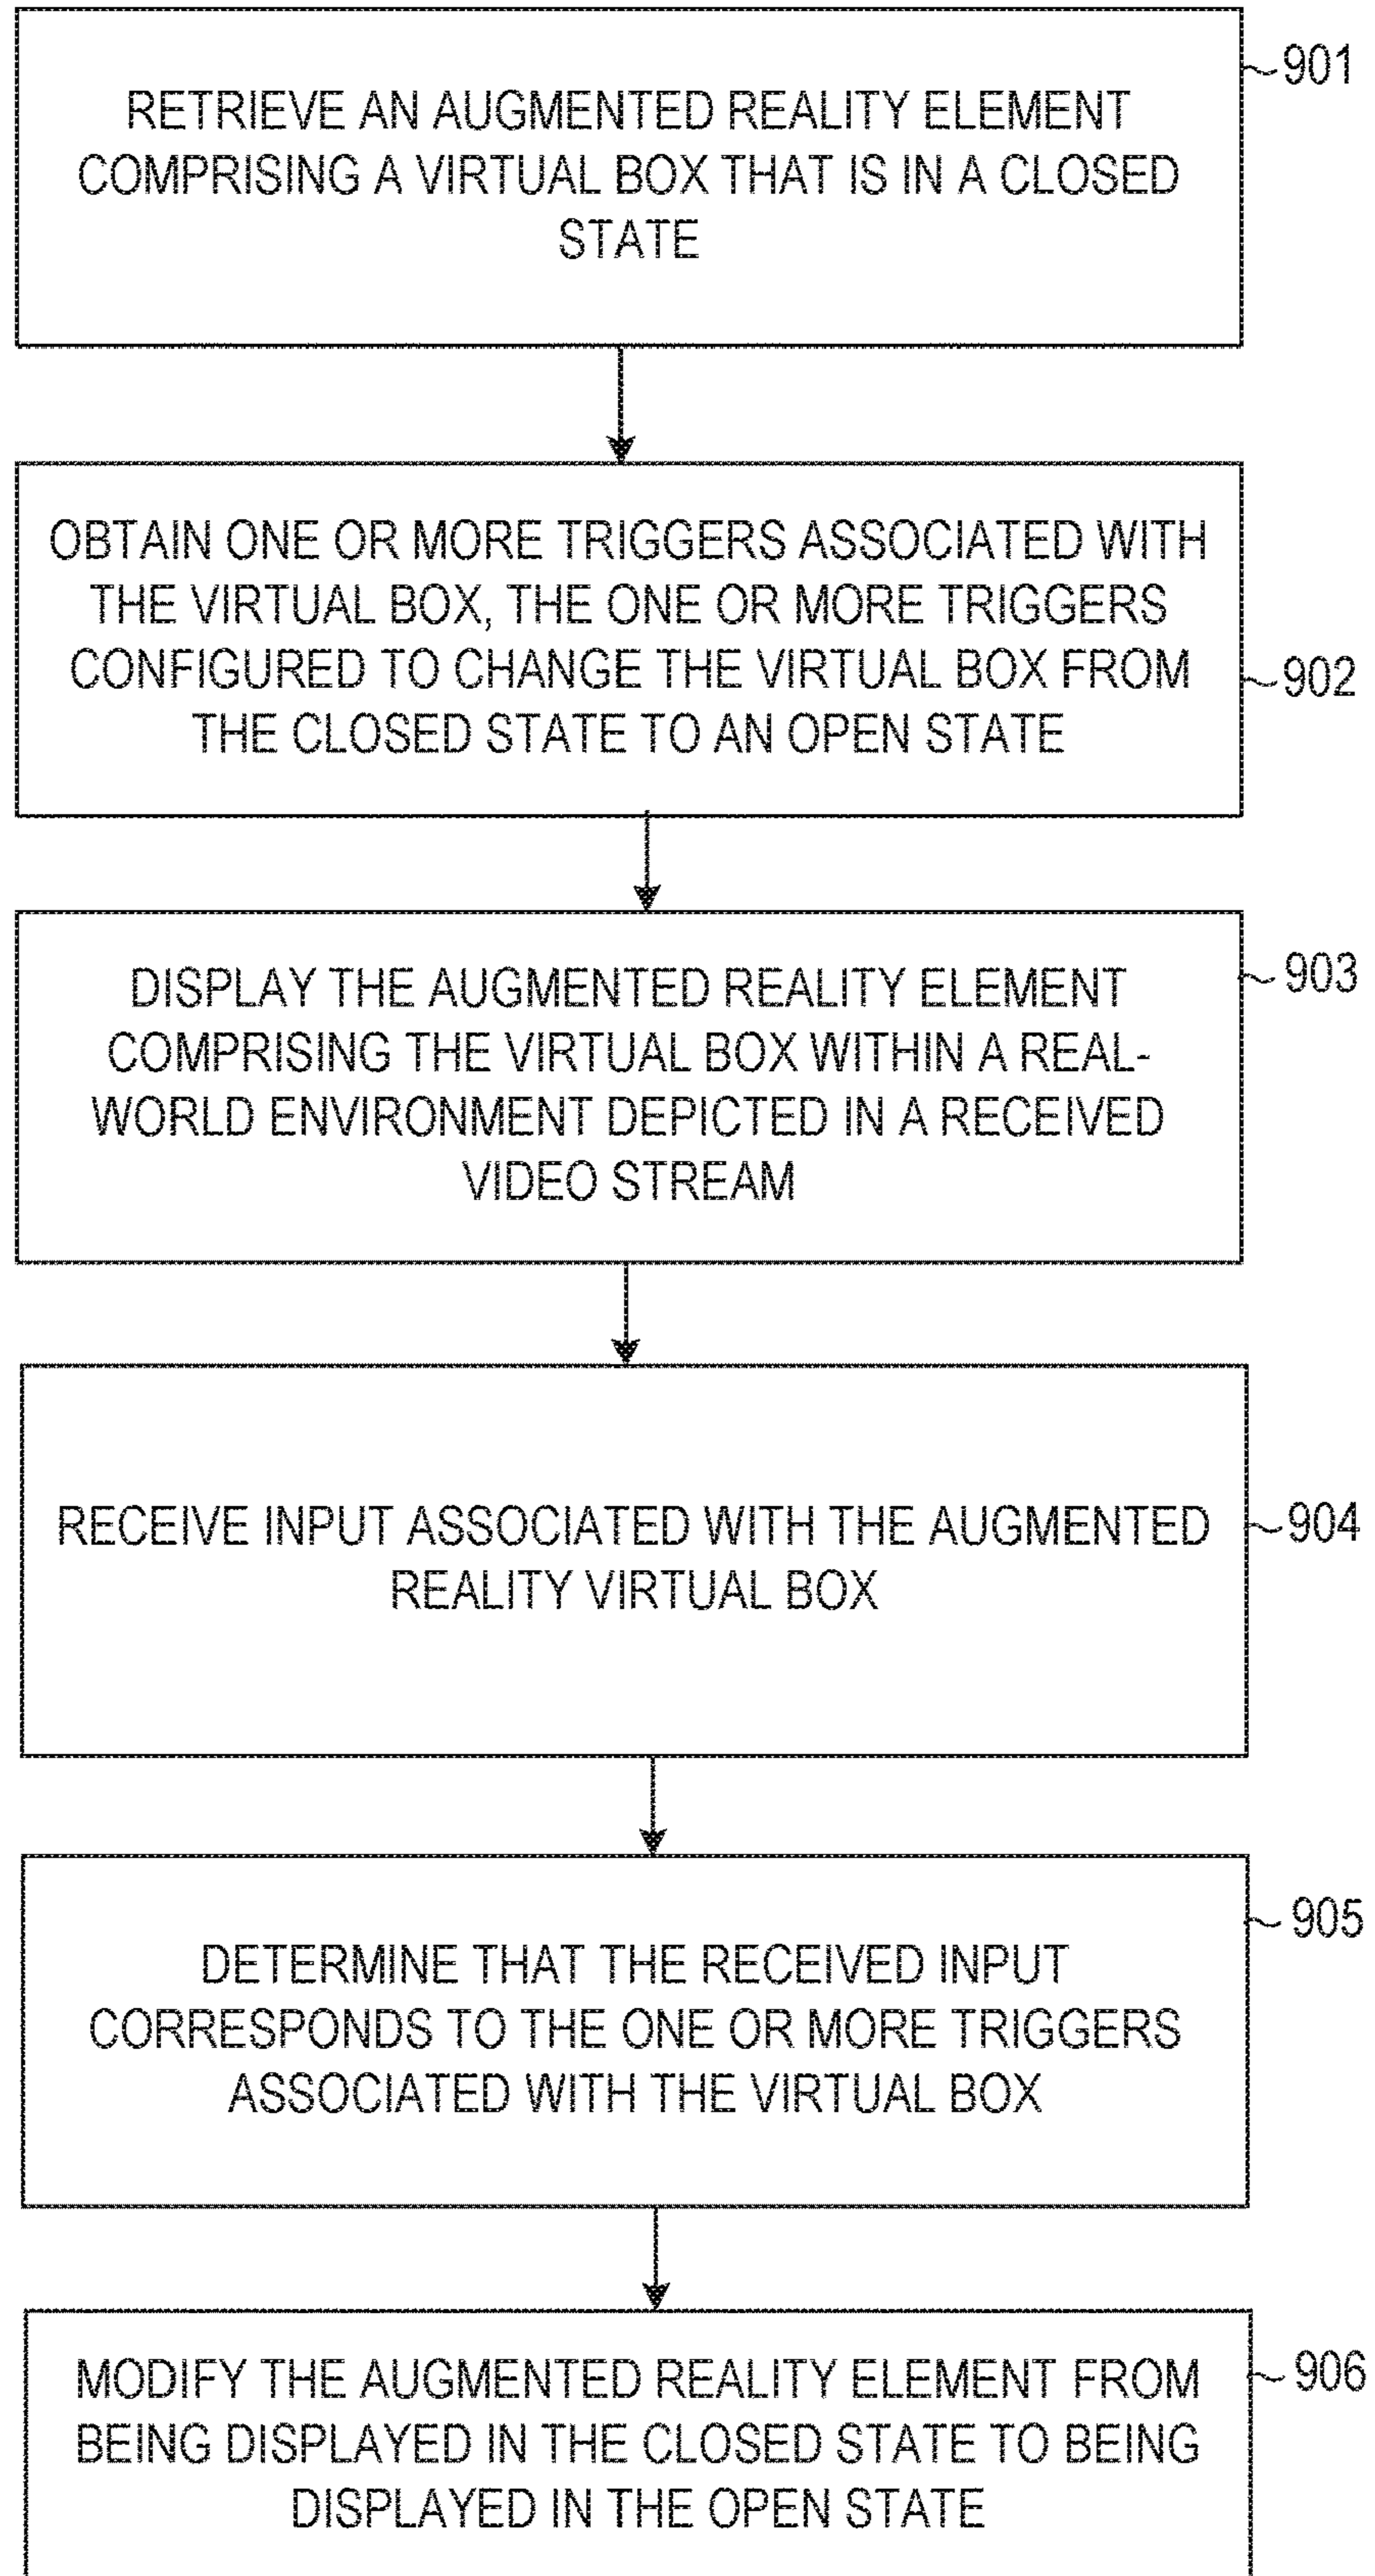 RETRIEVE AN AUGMENTED REALITY ELEMENT
COMPRISING A VIRTUAL BOX THAT IS IN A CLOSED
STATE
901
OBTAIN ONE OR MORE TRIGGERS ASSOCIATED WITH
THE VIRTUAL BOX, THE ONE OR MORE TRIGGERS
CONFIGURED TO CHANGE THE VIRTUAL BOX FROM
THE CLOSED STATE TO AN OPEN STATE
902
DISPLAY THE AUGMENTED REALITY ELEMENT
COMPRISING THE VIRTUAL BOX WITHIN A REAL-
WORLD ENVIRONMENT DEPICTED IN A RECEIVED
VIDEO STREAM
903
RECEIVE INPUT ASSOCIATED WITH THE AUGMENTED
REALITY VIRTUAL BOX
904
DETERMINE THAT THE RECEIVED INPUT
CORRESPONDS TO THE ONE OR MORE TRIGGERS
ASSOCIATED WITH THE VIRTUAL BOX
905
MODIFY THE AUGMENTED REALITY ELEMENT FROM
BEING DISPLAYED IN THE CLOSED STATE TO BEING
DISPLAYED IN THE OPEN STATE
906